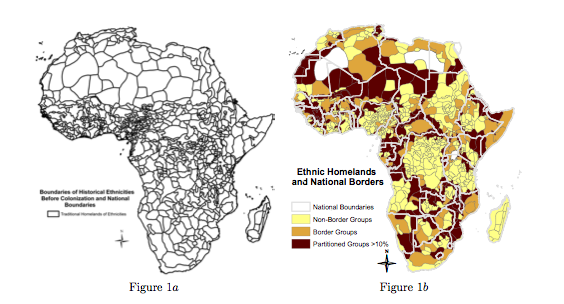 Boundaries of Historical Ethnicities
Before Colonization and National
Boundaries
Traditional Homelands of Ethnicities
N
Figure 1a
Ethnic Homelands
and National Borders
National Boundaries
Non-Border Groups
Border Groups
Partitioned Groups >10%
N
Figure 1b